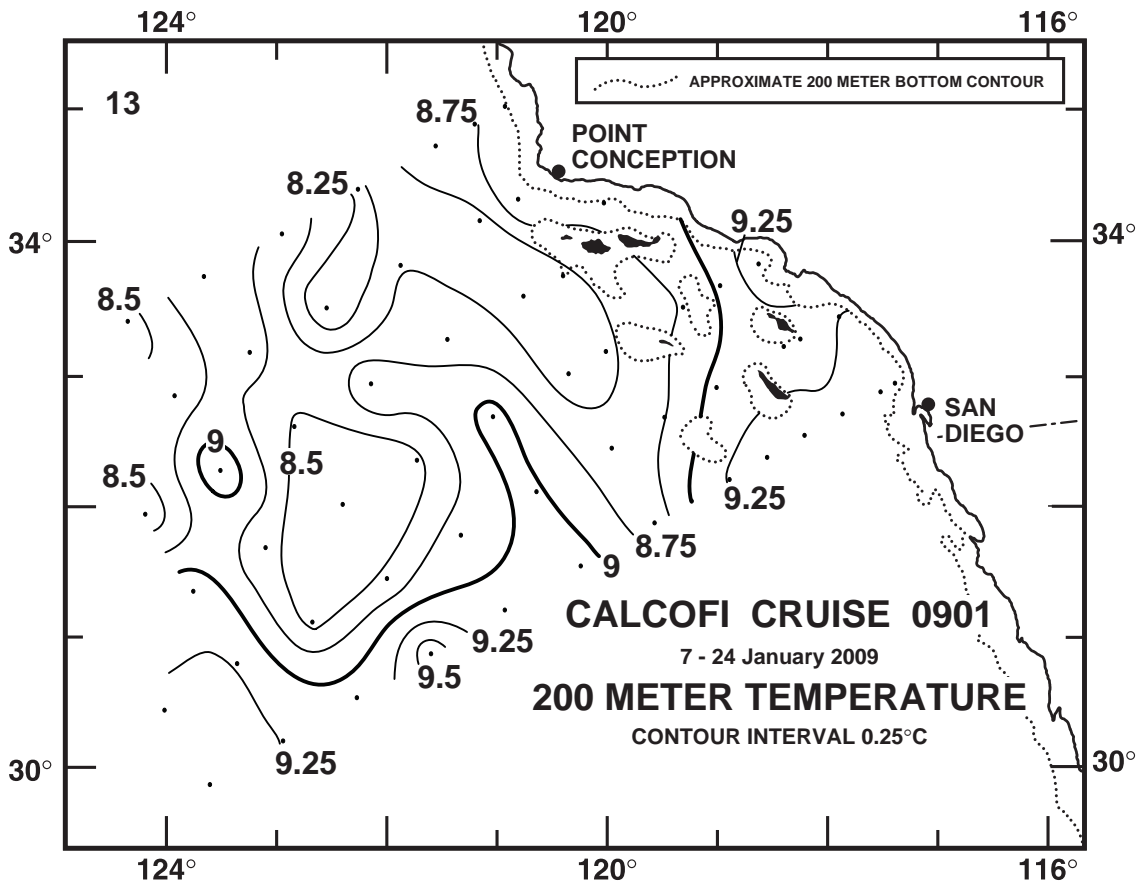 124° 120° 116°
APPROXIMATE 200 METER BOTTOM CONTOUR
13
8.75
POINT
CONCEPTION
8.25
9.25
34° 34°
8.5
SAN
DIEGO
9
8.5
8.5
9.25
8.75
9
CALCOFI CRUISE 0901
9.25
7 - 24 January 2009
9.5
200 METER TEMPERATURE
CONTOUR INTERVAL 0.25°C
9.25
30° 30°
124° 120° 116°